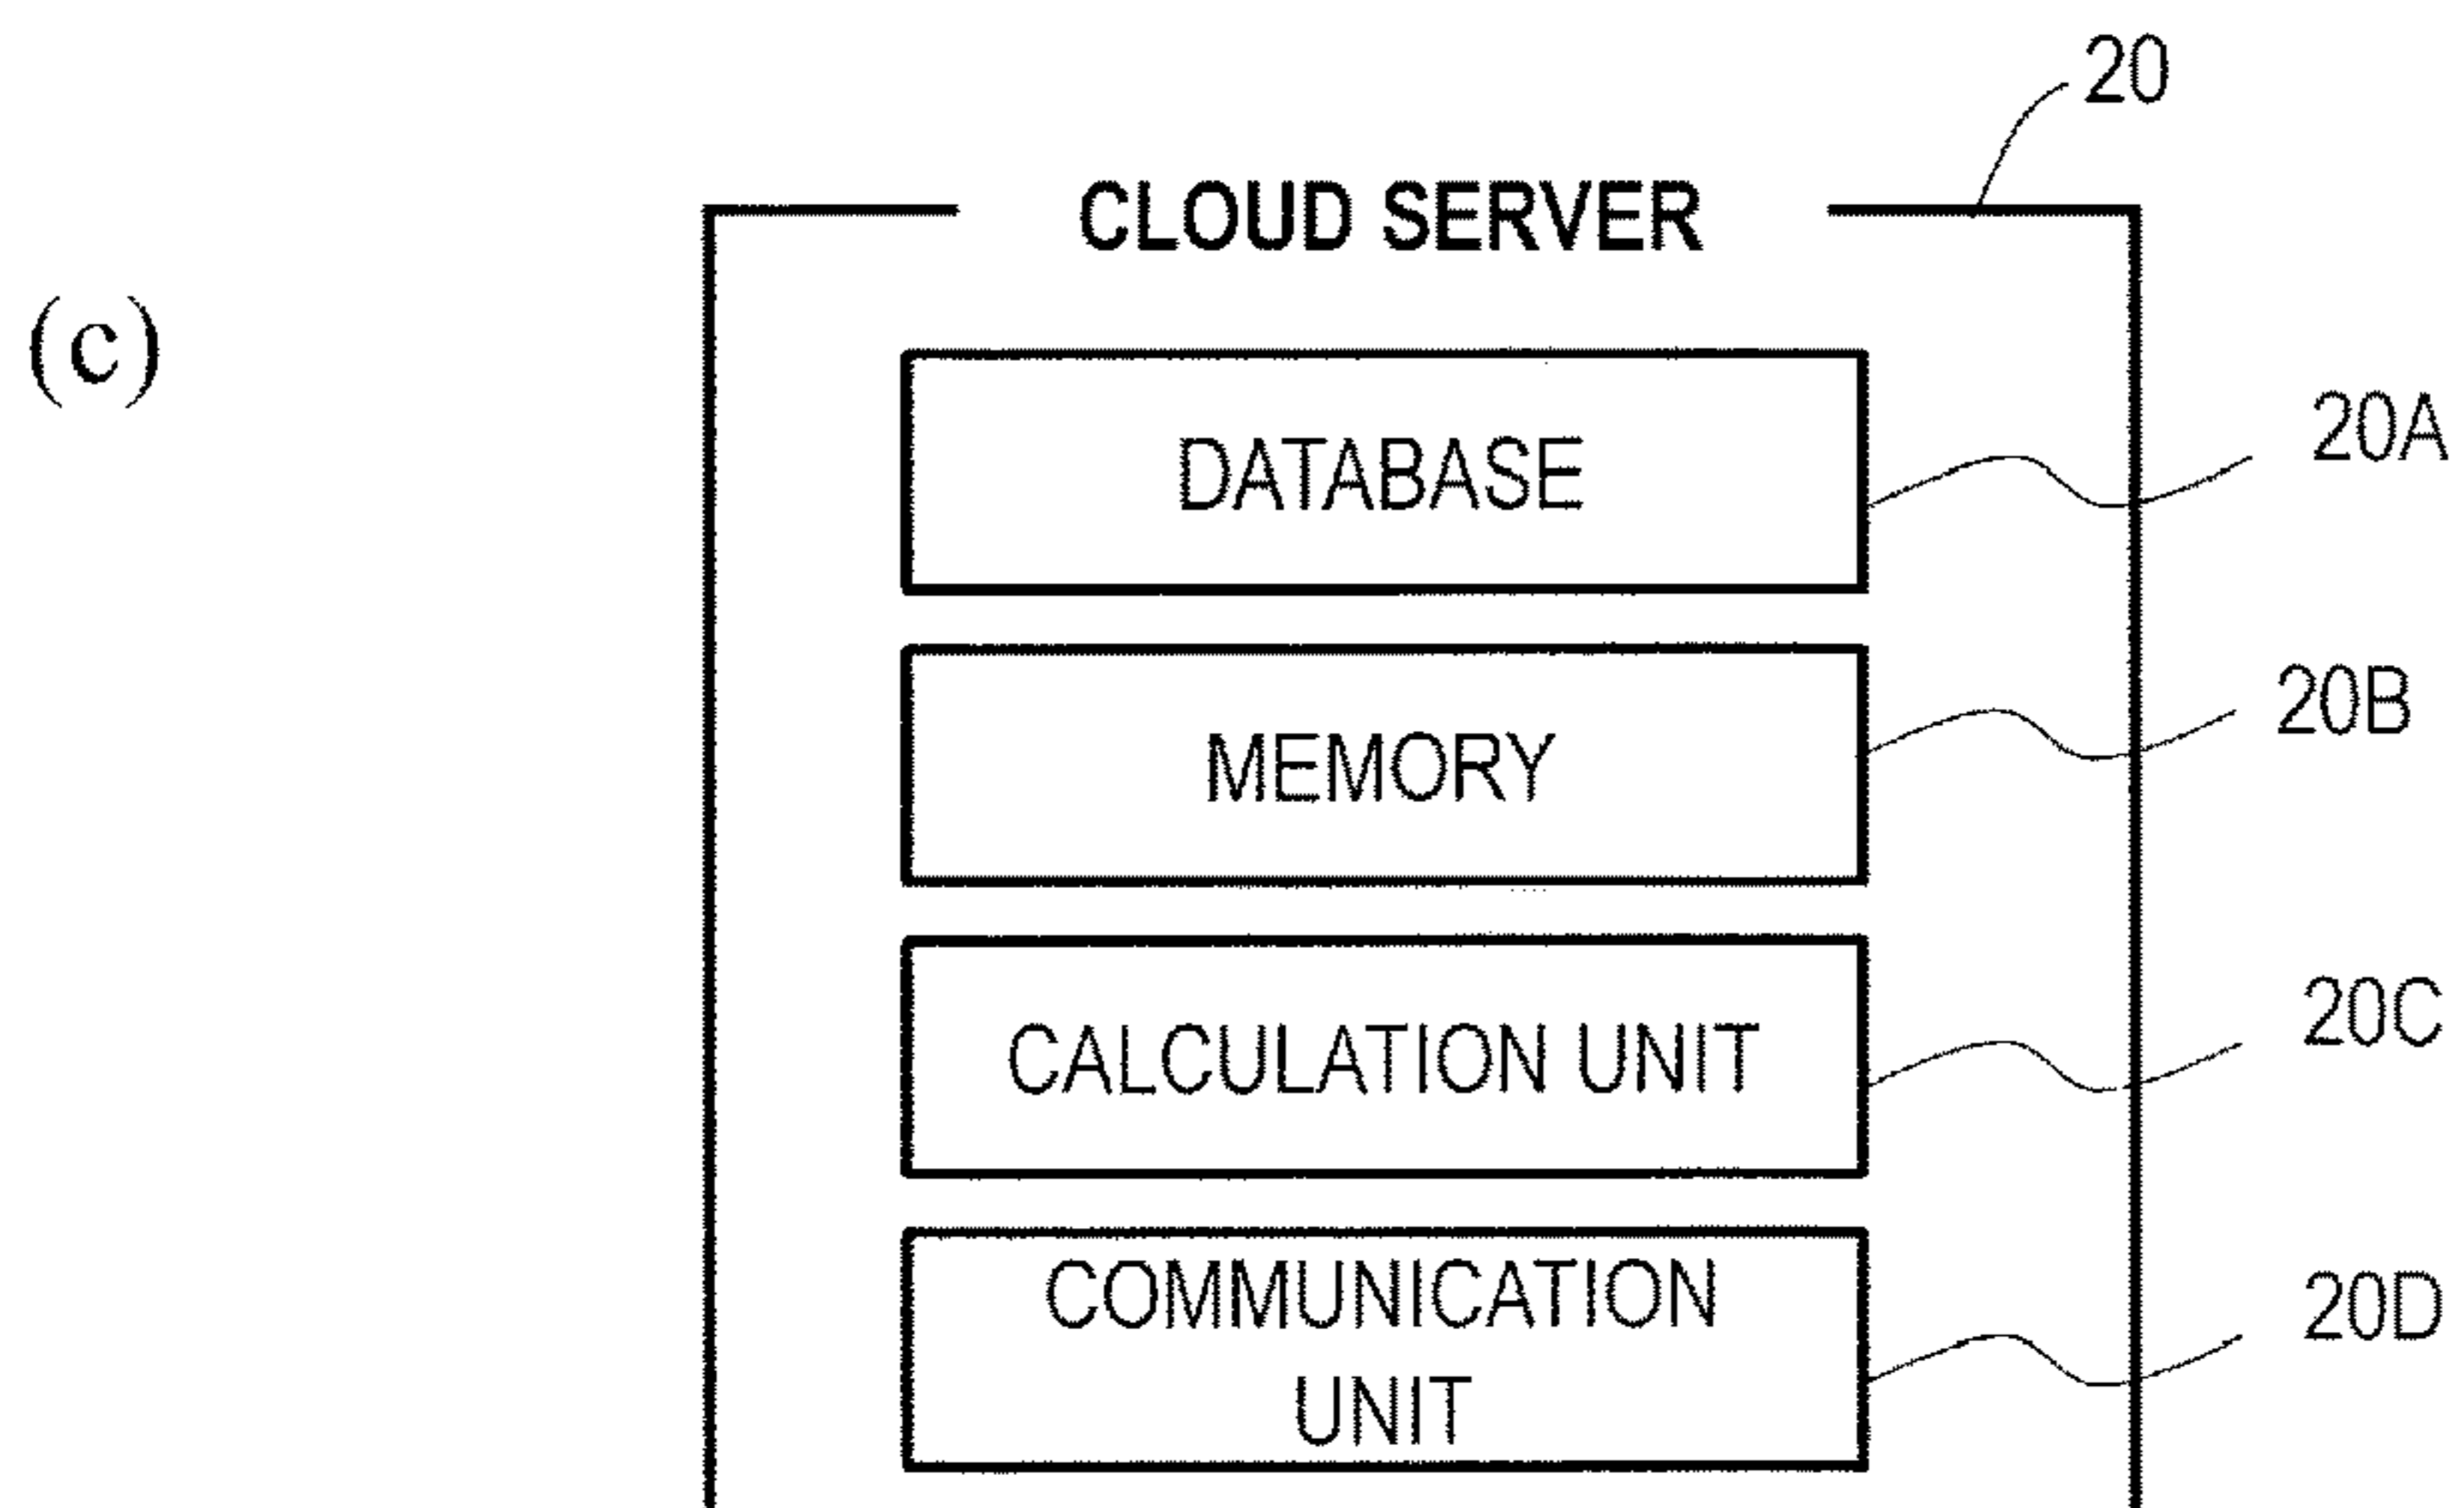 20
CLOUD SERVER
(c)
DATABASE
20A
MEMORY
20B
CALCULATION UNIT
20C
COMMUNICATION
UNIT
20D